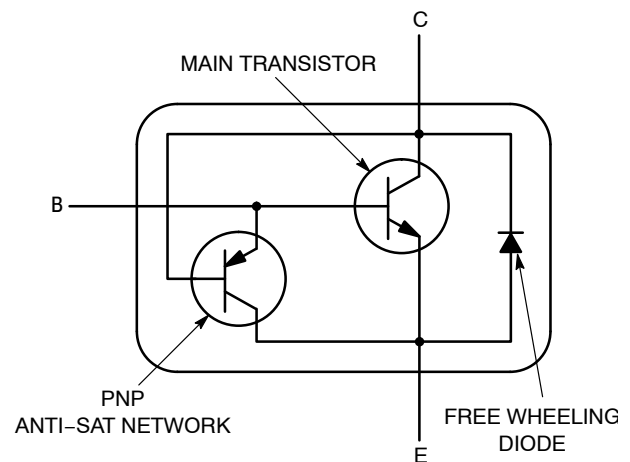 C
MAIN TRANSISTOR
B
PNP
ANTI−SAT NETWORK
FREE WHEELING
DIODE
E